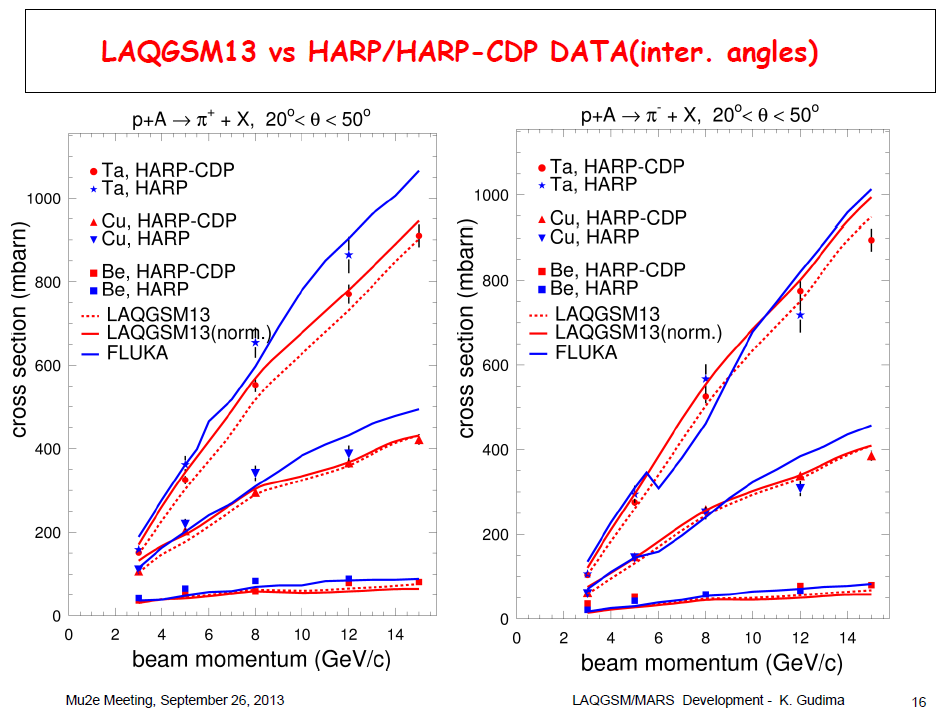 LAQGSM13 vs HARP/HARP-CDP DATA(inter. angles)
p+A → π+ + X, 20o< θ < 50o
Ta, HARP-CDP
Ta, HARP
Cu, HARP-CDP
Cu, HARP
Be, HARP-CDP
Be, HARP
LAQGSM13
LAQGSM13(norm.)
FLUKA
cross section (mbarn)
1000
800
600
400
200
0
0 2 4 6 8 10 12 14
beam momentum (GeV/c)
p+A → π- + X, 20o< θ < 50o
Ta, HARP-CDP
Ta, HARP
Cu, HARP-CDP
Cu, HARP
Be, HARP-CDP
Be, HARP
LAQGSM13
LAQGSM13(norm.)
FLUKA
cross section (mbarn)
1000
800
600
400
200
0
0 2 4 6 8 10 12 14
beam momentum (GeV/c)
Mu2e Meeting, September 26, 2013
LAQGSM/MARS Development - K. Gudima
16